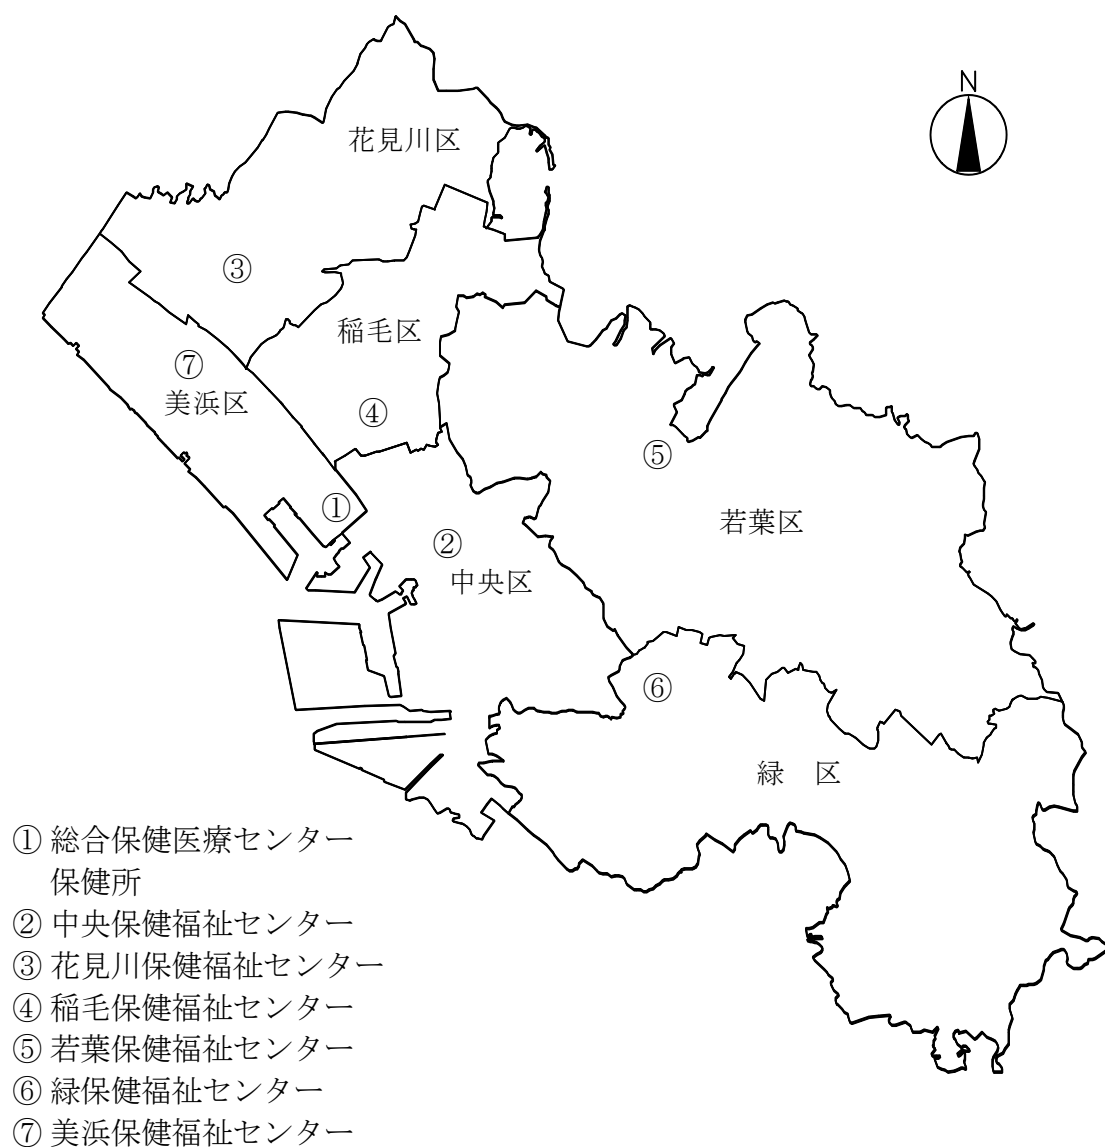 N
花見川区
③
稲毛区
⑦
美浜区
④
⑤
①
若葉区
②
中央区
⑥
緑　区
① 総合保健医療センター
保健所
② 中央保健福祉センター
③ 花見川保健福祉センター
④ 稲毛保健福祉センター
⑤ 若葉保健福祉センター
⑥ 緑保健福祉センター
⑦ 美浜保健福祉センター